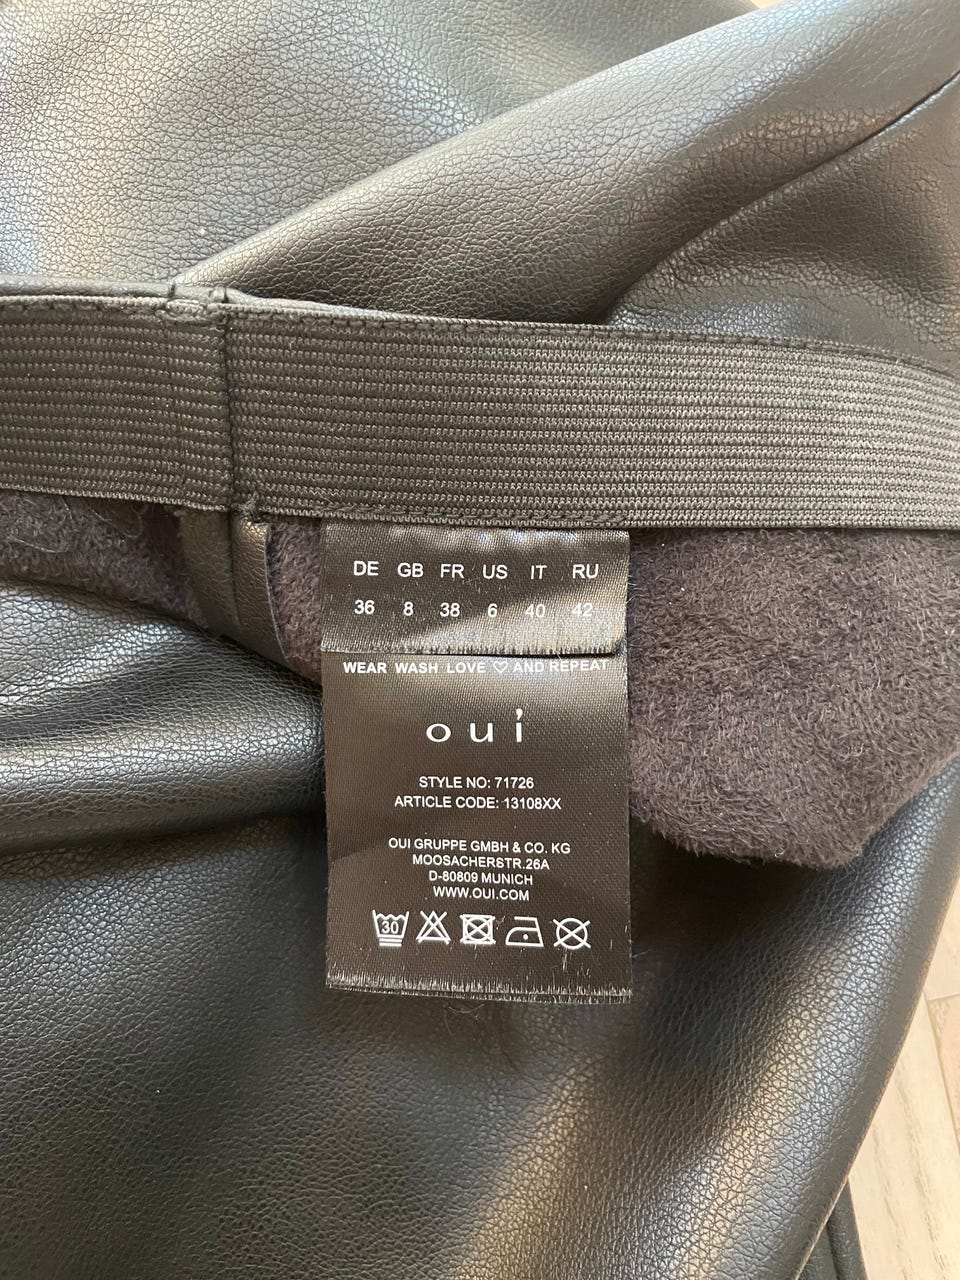 DE GB FR US IT RU
36 8 38 6 40 42
WEAR WASH LOVE ♡ AND REPEAT
ouí
STYLE NO: 71726
ARTICLE CODE: 13108XX
OUI GRUPPE GMBH & CO. KG
MOOSACHERSTR.26A
D-80809 MUNICH
WWW.OUI.COM
30